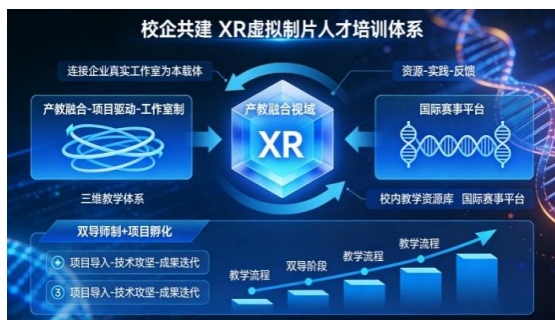 校企共建 XR虚拟制片人才培训体系
连接企业真实工作室为本载体
资源-实践-反馈
产教融合-项目驱动-工作室制
产教融合视域
XR
国际赛事平台
三维教学体系
校内教学资源库 国际赛事平台
双导师制+项目孵化
项目导入-技术攻坚-成果迭代
3 项目导入-技术攻坚-成果迭代
教学流程
双导阶段
教学流程
教学流程